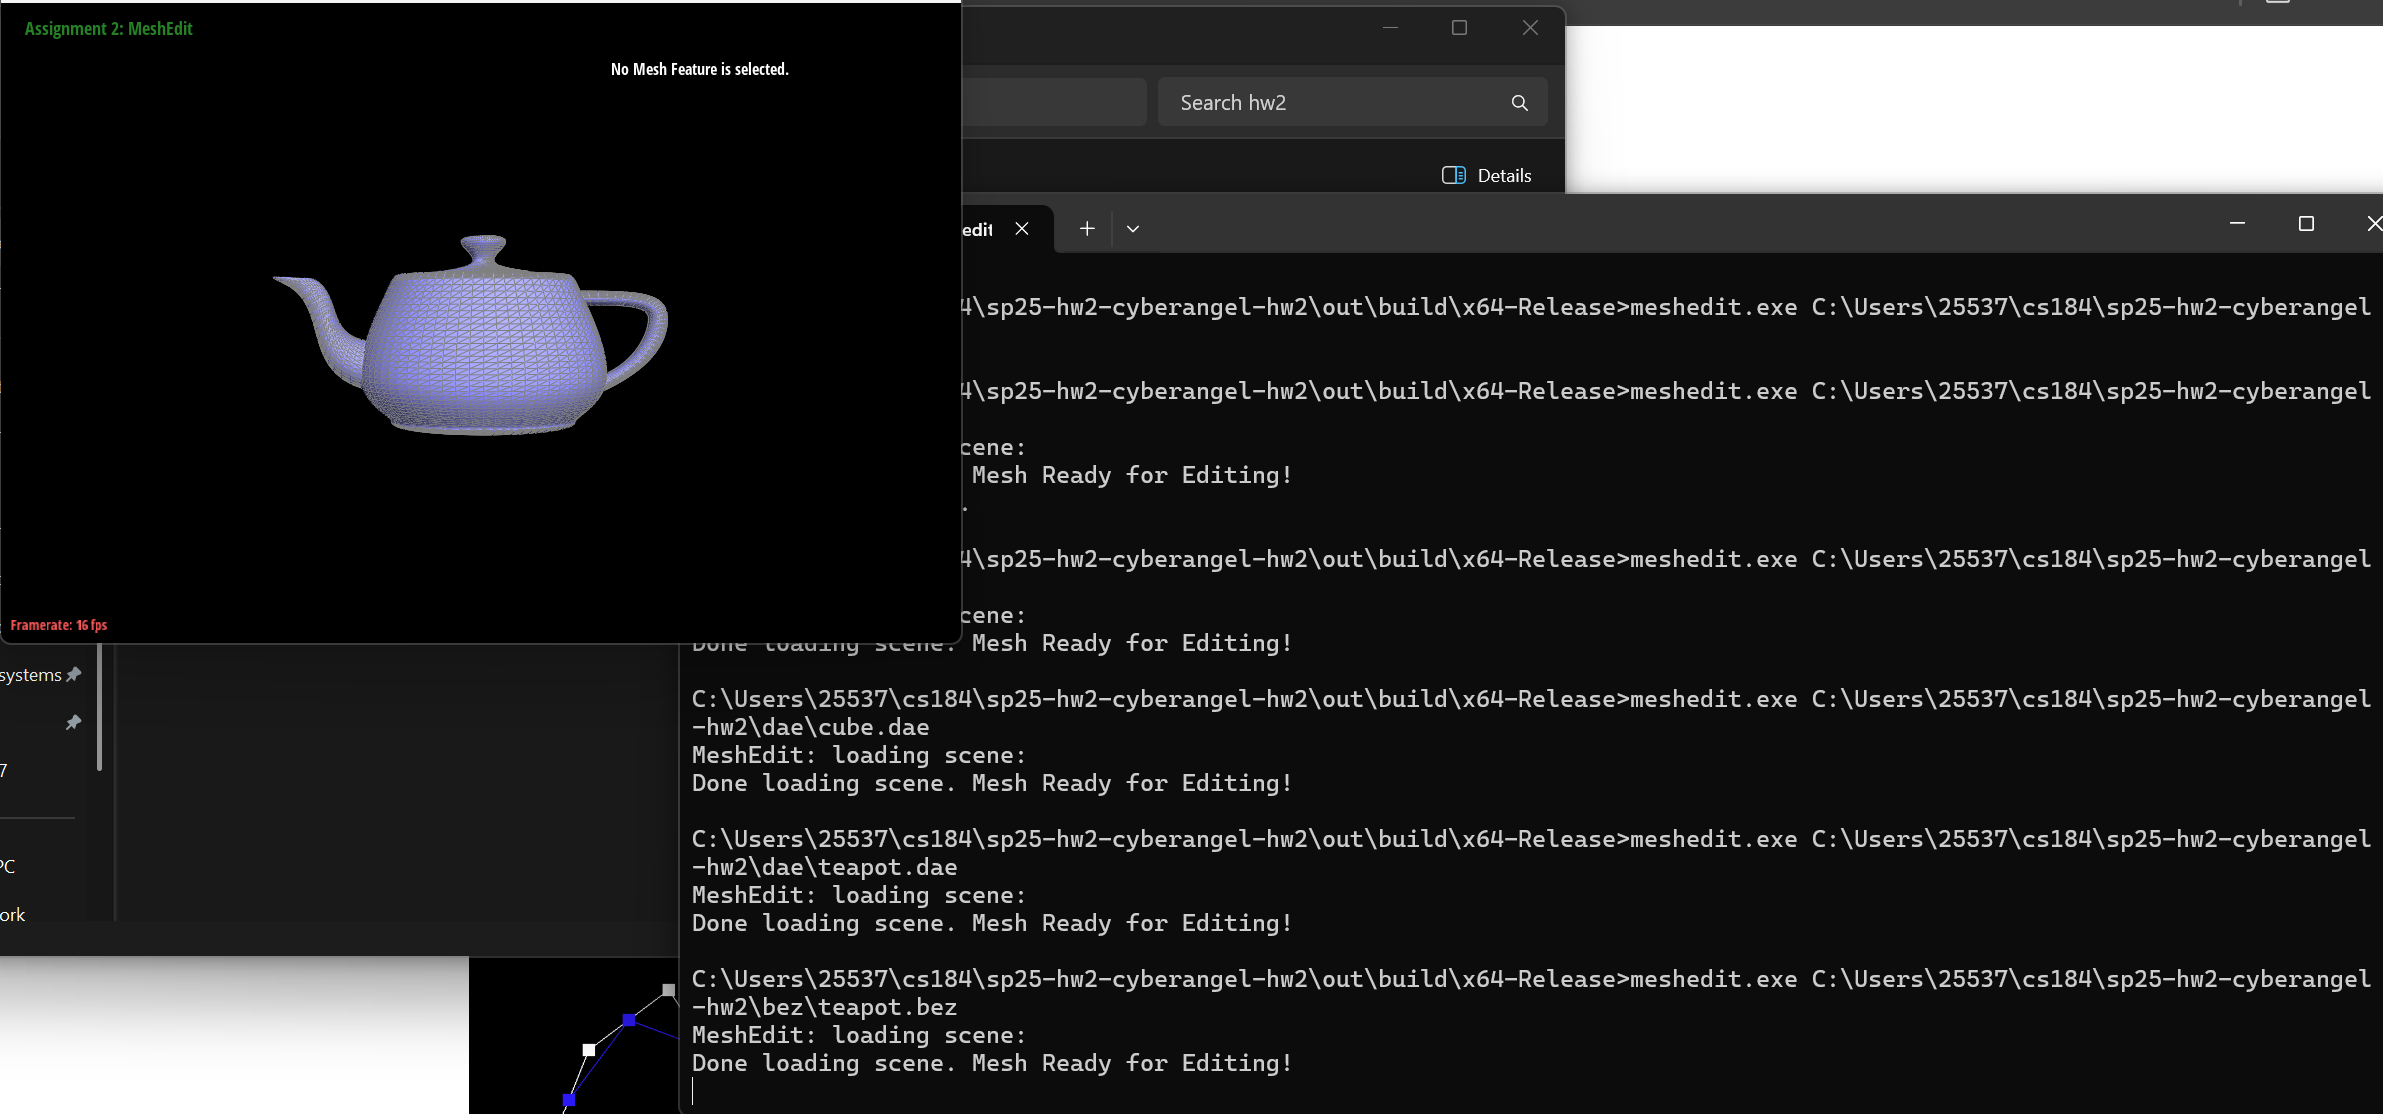 Assignment 2: MeshEdit
No Mesh Feature is selected.
Framerate: 16 fps
Search hw2
Details
edit
4\sp25-hw2-cyberangel-hw2\out\build\x64-Release>meshedit.exe C:\Users\25537\cs184\sp25-hw2-cyberangel
4\sp25-hw2-cyberangel-hw2\out\build\x64-Release>meshedit.exe C:\Users\25537\cs184\sp25-hw2-cyberangel
cene:
Mesh Ready for Editing!
.
4\sp25-hw2-cyberangel-hw2\out\build\x64-Release>meshedit.exe C:\Users\25537\cs184\sp25-hw2-cyberangel
cene:
Done loading scene. Mesh Ready for Editing!
C:\Users\25537\cs184\sp25-hw2-cyberangel-hw2\out\build\x64-Release>meshedit.exe C:\Users\25537\cs184\sp25-hw2-cyberangel
-hw2\dae\cube.dae
MeshEdit: loading scene:
Done loading scene. Mesh Ready for Editing!
C:\Users\25537\cs184\sp25-hw2-cyberangel-hw2\out\build\x64-Release>meshedit.exe C:\Users\25537\cs184\sp25-hw2-cyberangel
-hw2\dae\teapot.dae
MeshEdit: loading scene:
Done loading scene. Mesh Ready for Editing!
C:\Users\25537\cs184\sp25-hw2-cyberangel-hw2\out\build\x64-Release>meshedit.exe C:\Users\25537\cs184\sp25-hw2-cyberangel
-hw2\bez\teapot.bez
MeshEdit: loading scene:
Done loading scene. Mesh Ready for Editing!
systems
7
PC
ork